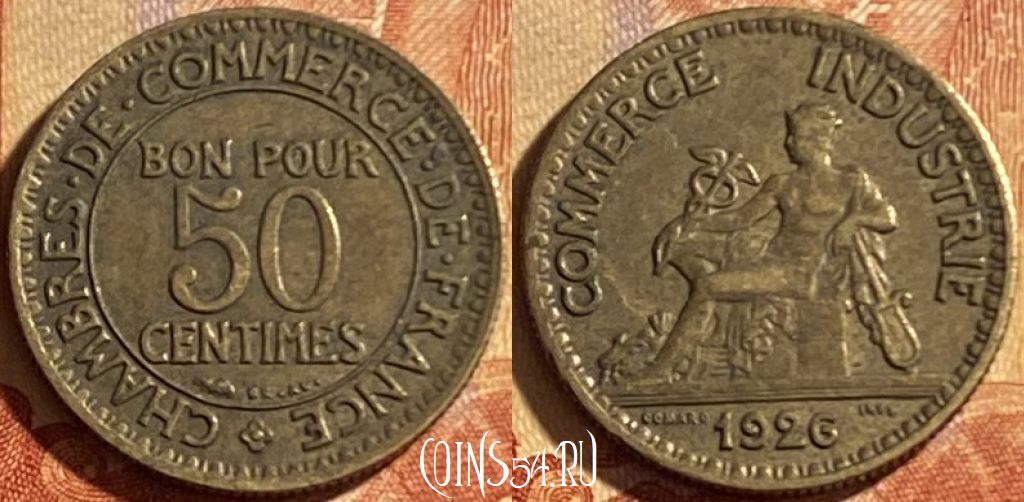 CHAMBRES · DE · COMMERCE · DE · FRANCE
BON POUR
50
CENTIMES
COMMERCE INDUSTRIE
1926
COINS54.RU